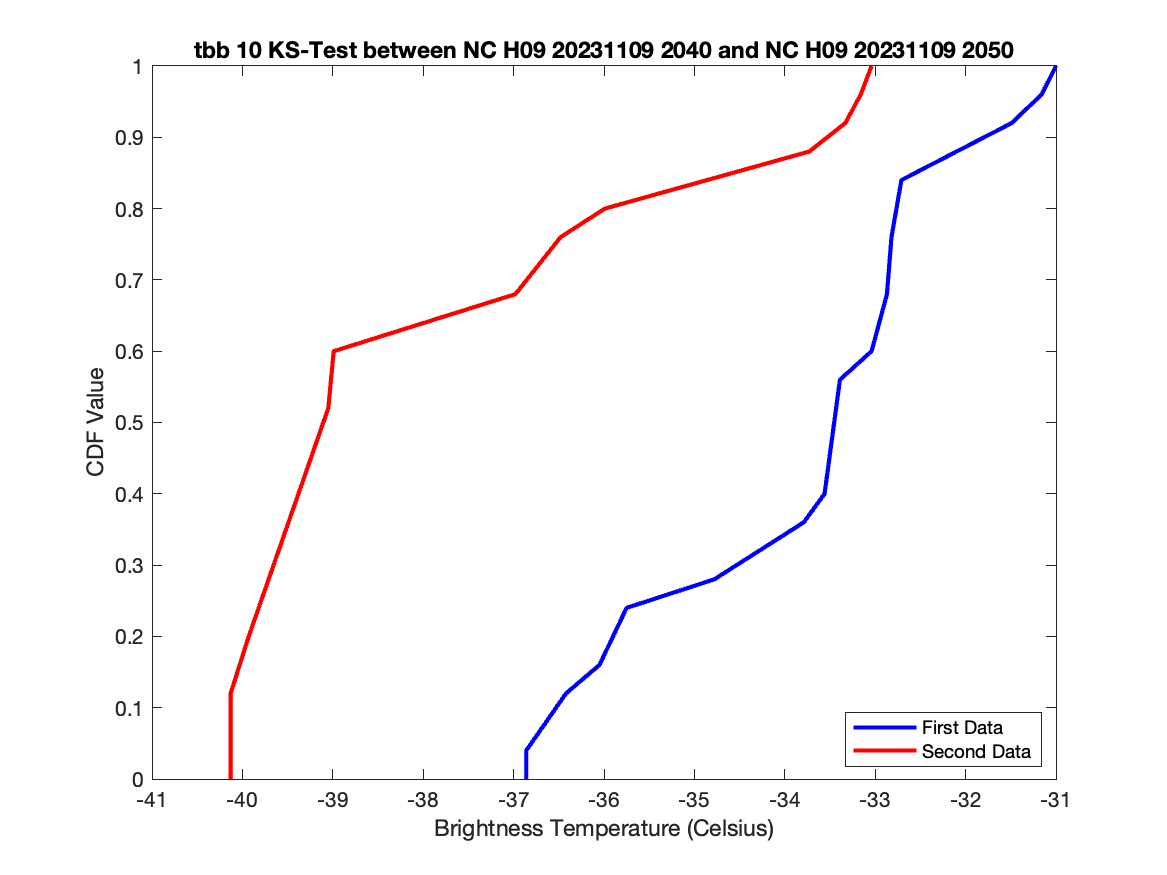 tbb 10 KS-Test between NC H09 20231109 2040 and NC H09 20231109 2050
1
0.9
0.8
0.7
0.6
0.5
0.4
0.3
0.2
0.1
0
CDF Value
First Data
Second Data
-41 -40 -39 -38 -37 -36 -35 -34 -33 -32 -31
Brightness Temperature (Celsius)